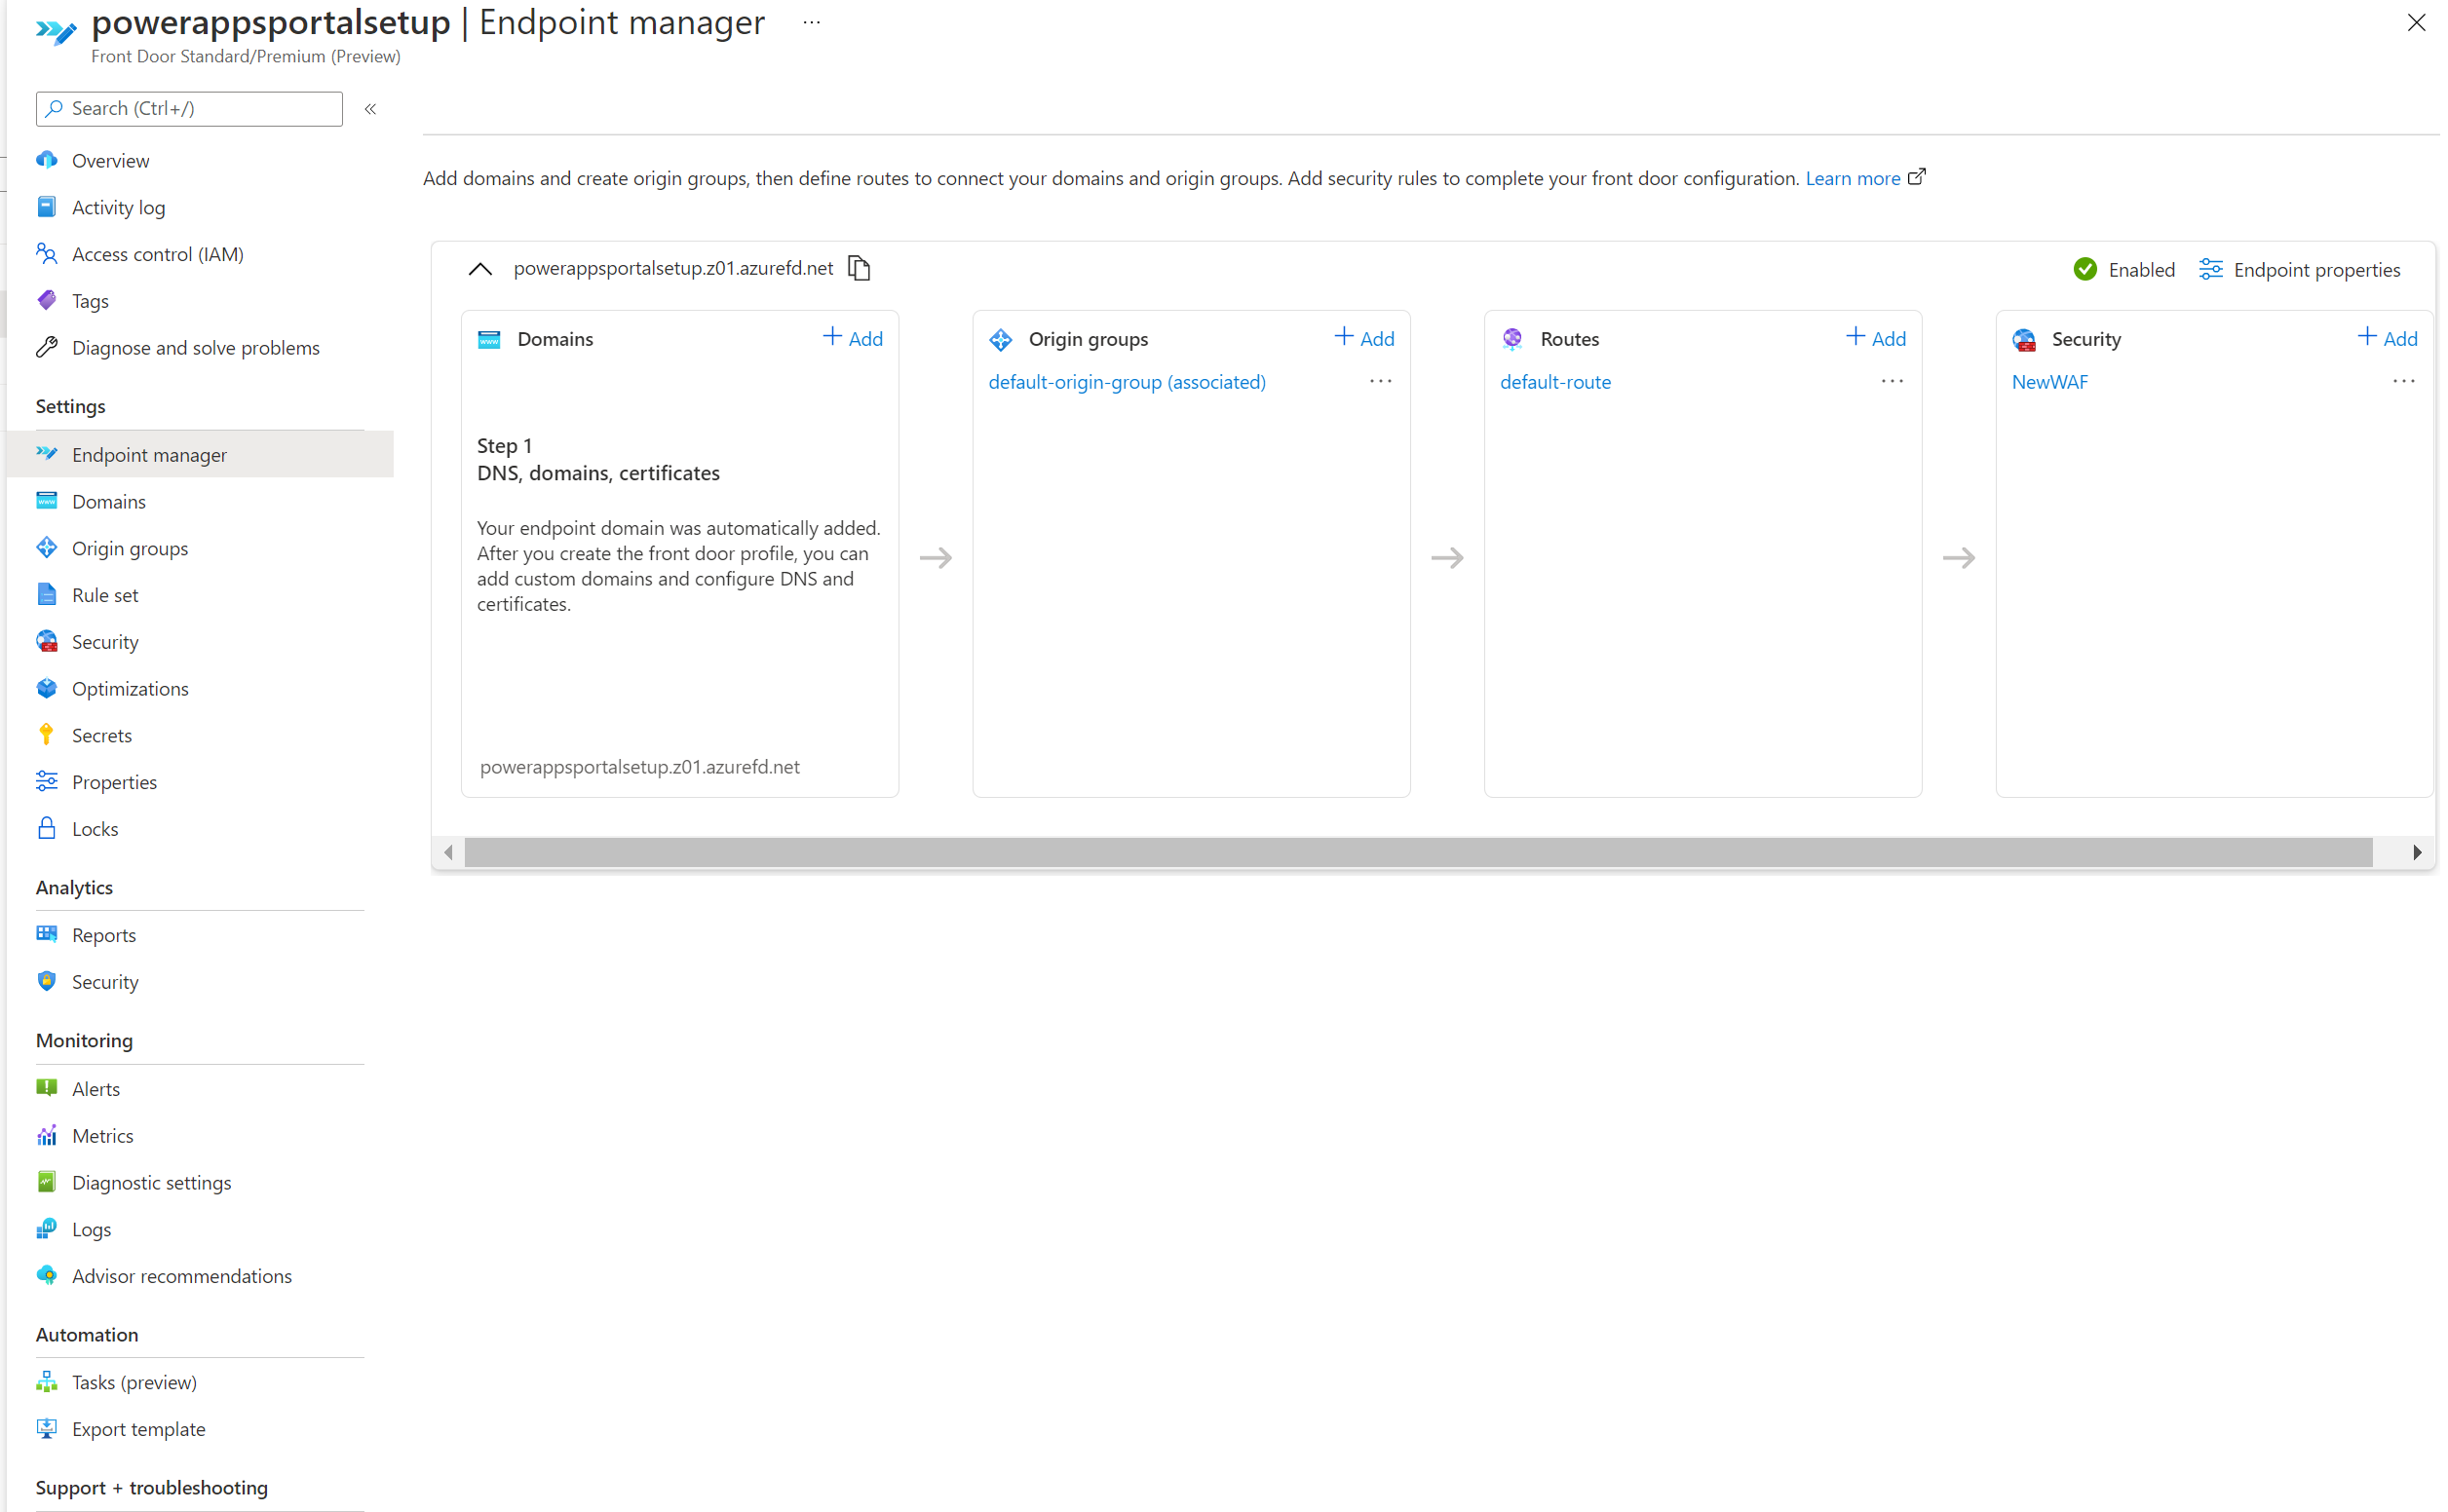 powerappsportalsetup | Endpoint manager ...
Front Door Standard/Premium (Preview)
Search (Ctrl+/)
«
Overview
Activity log
Access control (IAM)
Tags
Diagnose and solve problems
Settings
Endpoint manager
Domains
Origin groups
Rule set
Security
Optimizations
Secrets
Properties
Locks
Analytics
Reports
Security
Monitoring
Alerts
Metrics
Diagnostic settings
Logs
Advisor recommendations
Automation
Tasks (preview)
Export template
Support + troubleshooting
Add domains and create origin groups, then define routes to connect your domains and origin groups. Add security rules to complete your front door configuration. Learn more
powerappsportalsetup.z01.azurefd.net
Enabled
Endpoint properties
Domains
+ Add
Step 1
DNS, domains, certificates
Your endpoint domain was automatically added.
After you create the front door profile, you can
add custom domains and configure DNS and
certificates.
powerappsportalsetup.z01.azurefd.net
Origin groups
+ Add
default-origin-group (associated) ...
Routes
+ Add
default-route ...
Security
+ Add
NewWAF ...